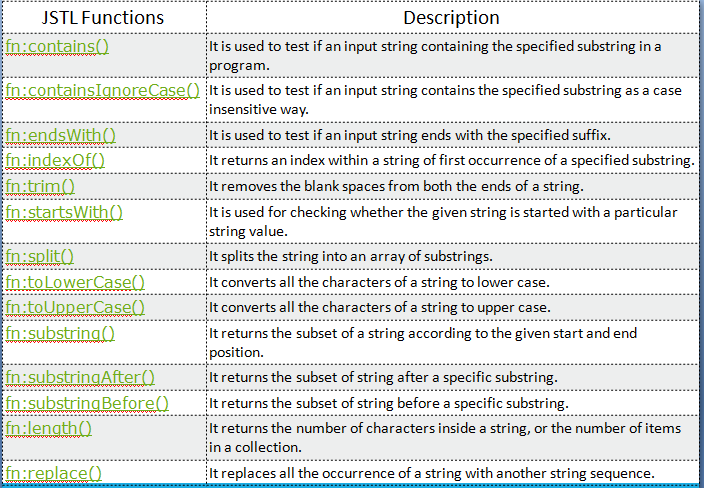 JSTL Functions Description
fn:contains() It is used to test if an input string containing the specified substring in a
program.
fn:containsIgnoreCase() It is used to test if an input string contains the specified substring as a case
insensitive way.
fn:endsWith() It is used to test if an input string ends with the specified suffix.
fn:indexOf() It returns an index within a string of first occurrence of a specified substring.
fn:trim() It removes the blank spaces from both the ends of a string.
fn:startsWith() It is used for checking whether the given string is started with a particular
string value.
fn:split() It splits the string into an array of substrings.
fn:toLowerCase() It converts all the characters of a string to lower case.
fn:toUpperCase() It converts all the characters of a string to upper case.
fn:substring() It returns the subset of a string according to the given start and end
position.
fn:substringAfter() It returns the subset of string after a specific substring.
fn:substringBefore() It returns the subset of string before a specific substring.
fn:length() It returns the number of characters inside a string, or the number of items
in a collection.
fn:replace() It replaces all the occurrence of a string with another string sequence.